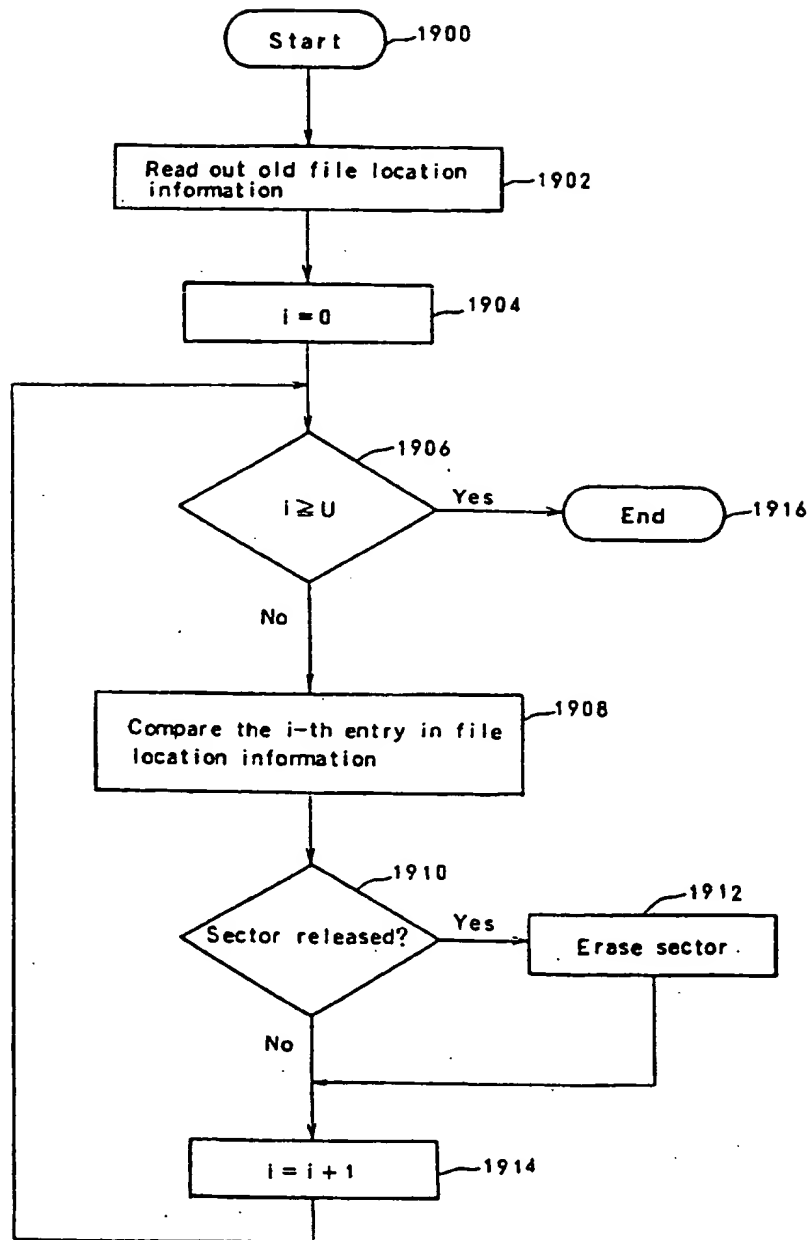 Start
1900
Read out old file location
information
1902
i = 0
1904
1906
i ≧ U
Yes
End
1916
No
Compare the i-th entry in file
location information
1908
1910
Sector released?
Yes
1912
Erase sector
No
i = i + 1
1914